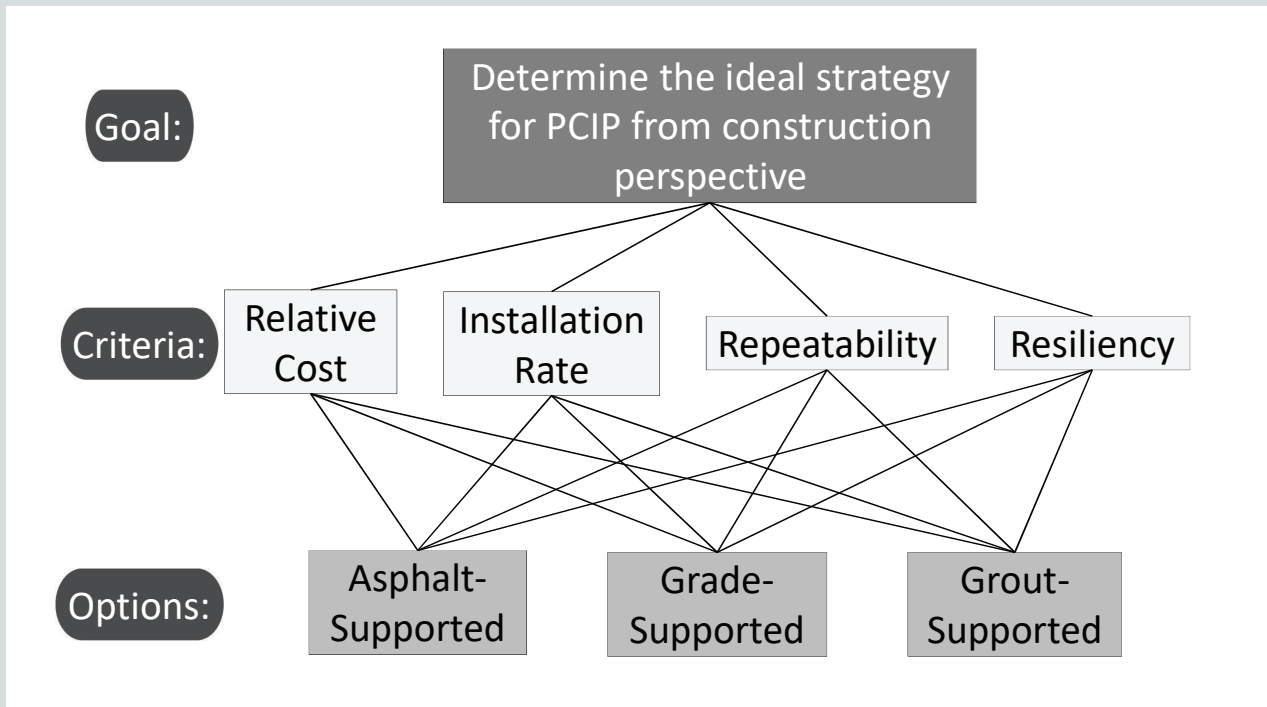 Goal:
Determine the ideal strategy
for PCIP from construction
perspective
Criteria:
Relative
Cost
Installation
Rate
Repeatability
Resiliency
Options:
Asphalt-
Supported
Grade-
Supported
Grout-
Supported